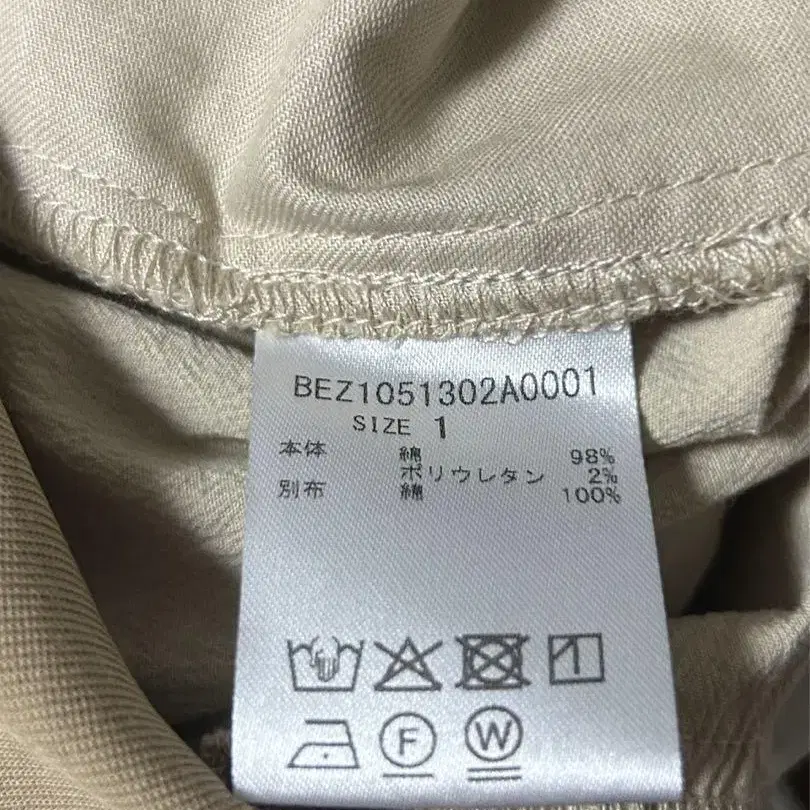 BEZ1051302A0001
SIZE 1
本体 綿 98%
ポリウレタン 2%
別布 綿 100%
F W